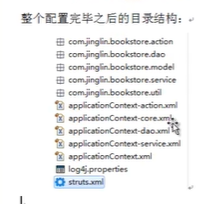 整个配置完毕之后的目录结构：
com.jinglin.bookstore.action
com.jinglin.bookstore.dao
com.jinglin.bookstore.model
com.jinglin.bookstore.service
com.jinglin.bookstore.util
applicationContext-action.xml
applicationContext-core.xml
applicationContext-dao.xml
applicationContext-service.xml
applicationContext.xml
log4j.properties
struts.xml